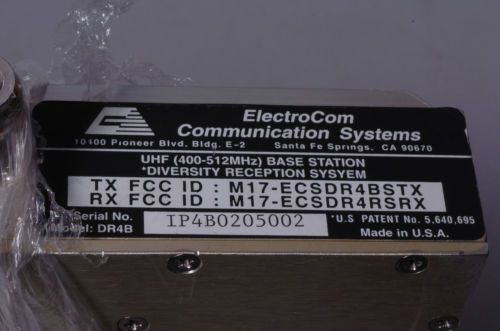 ElectroCom
Communication Systems
10400 Pioneer Blvd. Bldg. E-2 Santa Fe Springs. CA 90670
UHF (400-512MHz) BASE STATION
*DIVERSITY RECEPTION SYSYEM
TX FCC ID : M17-ECSDR4BSTX
RX FCC ID : M17-ECSDR4RSRX
Serial No. IP4B0205002 *U.S PATENT No. 5,640,695
Model: DR4B Made in U.S.A.